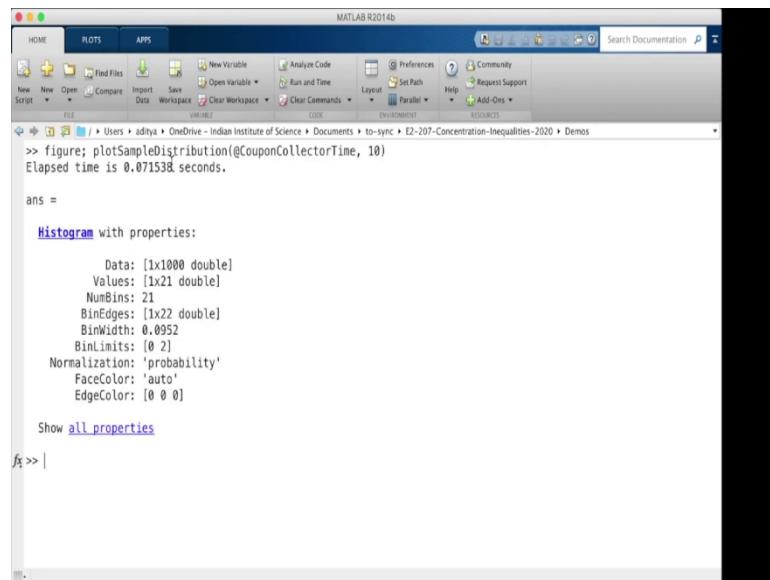 MATLAB R2014b
HOME PLOTS APPS
Search Documentation
New Script
New
Open
Find Files
Compare
Import Data
Save Workspace
New Variable
Open Variable
Clear Workspace
Analyze Code
Run and Time
Clear Commands
Layout
Preferences
Set Path
Parallel
Help
Community
Request Support
Add-Ons
FILE VARIABLE CODE ENVIRONMENT RESOURCES
/ ▸ Users ▸ aditya ▸ OneDrive - Indian Institute of Science ▸ Documents ▸ to-sync ▸ E2-207-Concentration-Inequalities-2020 ▸ Demos
>> figure; plotSampleDistribution(@CouponCollectorTime, 10)
Elapsed time is 0.071538 seconds.
ans =
Histogram with properties:
Data: [1x1000 double]
Values: [1x21 double]
NumBins: 21
BinEdges: [1x22 double]
BinWidth: 0.0952
BinLimits: [0 2]
Normalization: 'probability'
FaceColor: 'auto'
EdgeColor: [0 0 0]
Show all properties
fx >>